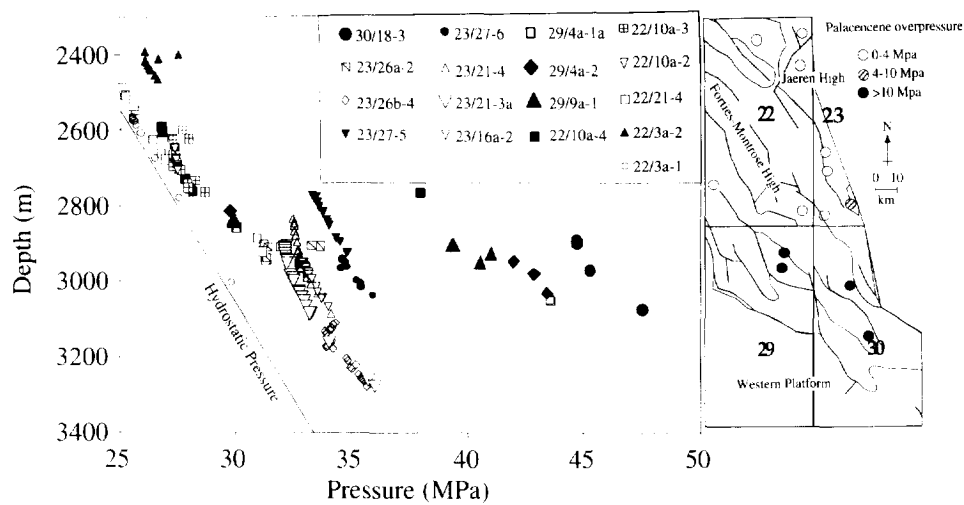 2400
2600
2800
3000
3200
3400
Depth (m)
25
30
35
40
45
50
Pressure (MPa)
Hydrostatic Pressure
30/18-3
23/26a-2
23/26b-4
23/27-5
23/27-6
23/21-4
23/21-3a
23/16a-2
29/4a-1a
29/4a-2
29/9a-1
22/10a-4
22/10a-3
22/10a-2
22/21-4
22/3a-2
22/3a-1
Palacencene overpressure
0-4 Mpa
4-10 Mpa
>10 Mpa
Jaeren High
22
23
Forties-Montrose High
N
0 10
km
29
30
Western Platform